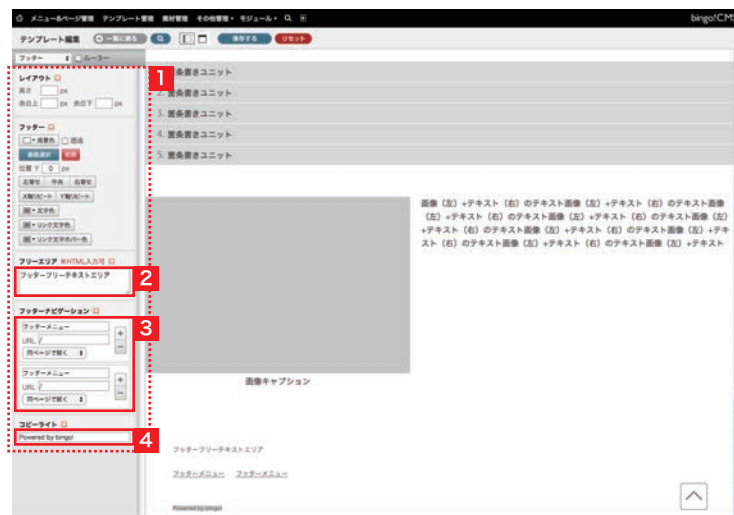 メニュー&ページ管理 テンプレート管理 素材管理 その他管理 モジュール bingo!CMS
テンプレート編集 一覧に戻る 保存する リセット
フッター ルーラー
レイアウト
高さ px
余白上 px 余白下 px
フッター
背景色 透過
画像選択 削除
位置 Y 0 px
左寄せ 中央 右寄せ
X軸リピート Y軸リピート
文字色
リンク文字色
リンク文字オーバー色
フリーエリア ※HTML入力可
フッターフリーテキストエリア
フッターナビゲーション
フッターメニュー
URL /
同ページで開く
フッターメニュー
URL /
同ページで開く
コピーライト
Powered by bingo!
1
2
3
4
箇条書きユニット
2. 箇条書きユニット
3. 箇条書きユニット
4. 箇条書きユニット
5. 箇条書きユニット
画像（左）+テキスト（右）のテキスト画像（左）+テキスト（右）のテキスト画像
（左）+テキスト（右）のテキスト画像（左）+テキスト（右）のテキスト画像（左）
+テキスト（右）のテキスト画像（左）+テキスト（右）のテキスト画像（左）+テキ
スト（右）のテキスト画像（左）+テキスト（右）のテキスト画像（左）+テキスト
画像キャプション
フッターフリーテキストエリア
フッターメニュー フッターメニュー
Powered by bingo!